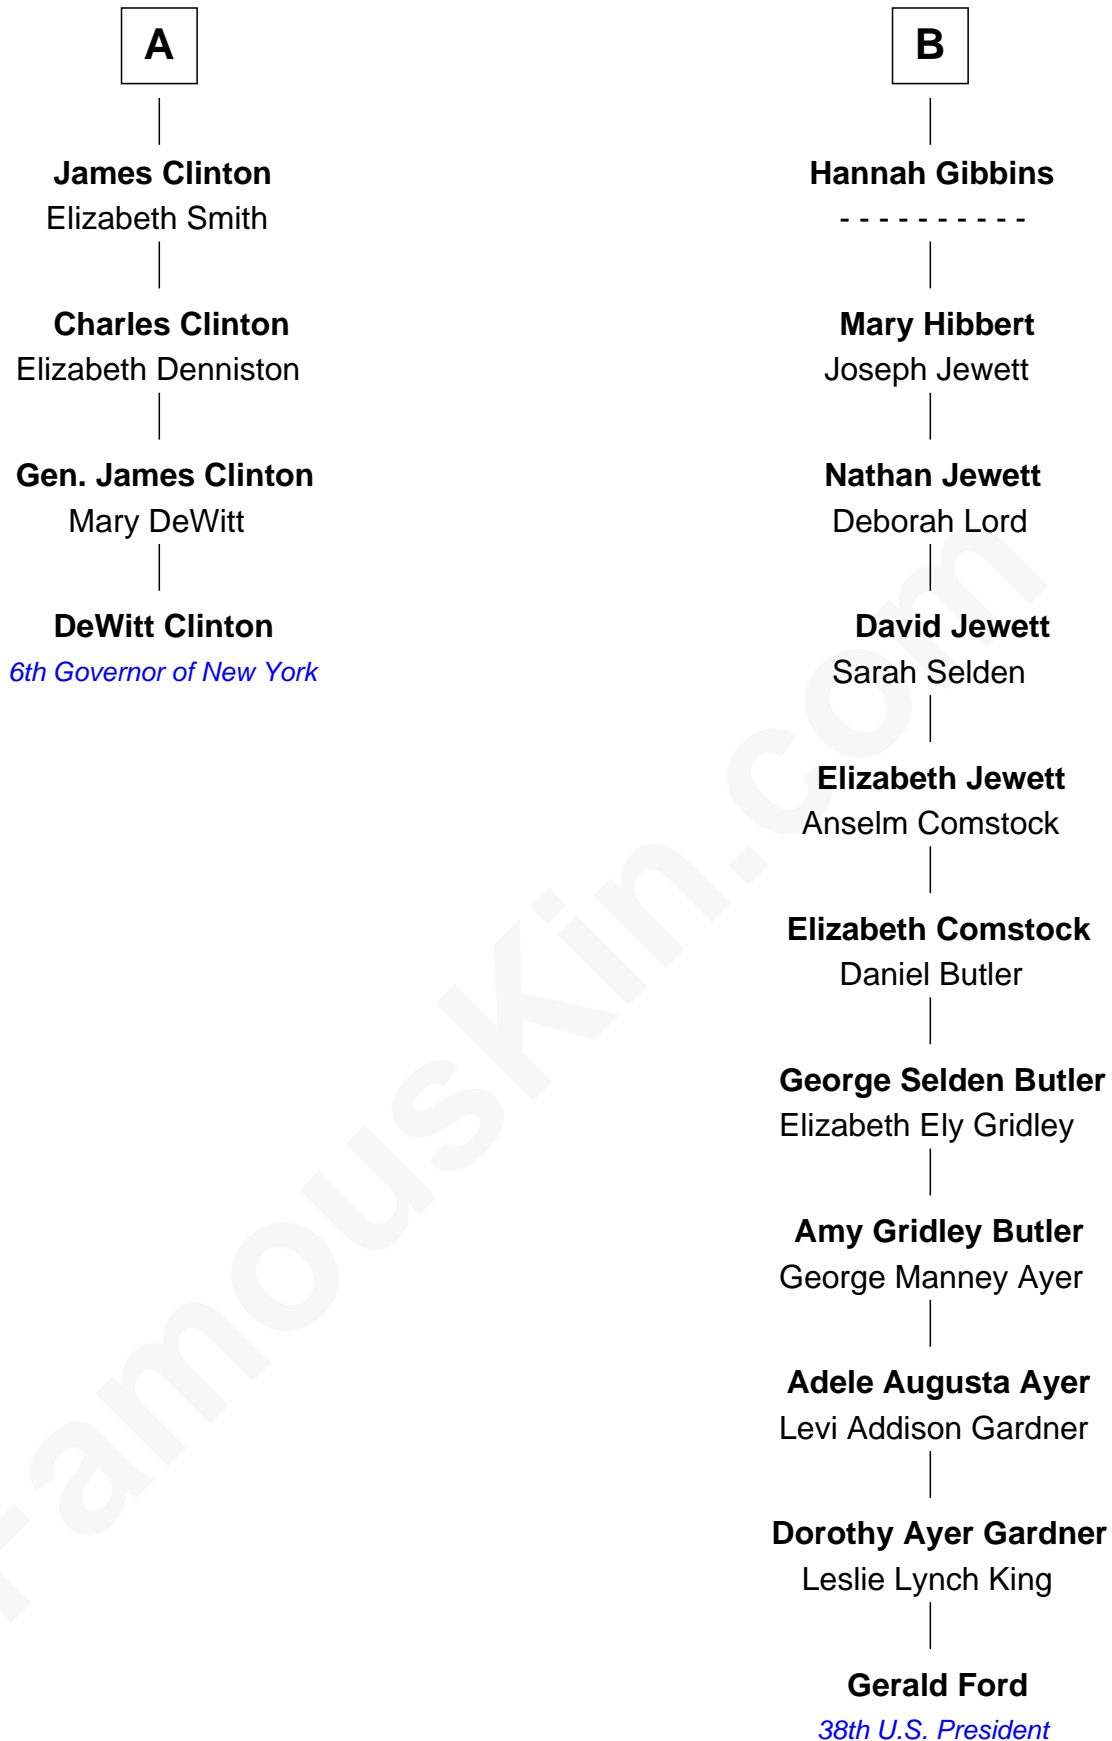 A
James Clinton
Elizabeth Smith
Charles Clinton
Elizabeth Denniston
Gen. James Clinton
Mary DeWitt
DeWitt Clinton
6th Governor of New York
B
Hannah Gibbins
- - - - - - - - - -
Mary Hibbert
Joseph Jewett
Nathan Jewett
Deborah Lord
David Jewett
Sarah Selden
Elizabeth Jewett
Anselm Comstock
Elizabeth Comstock
Daniel Butler
George Selden Butler
Elizabeth Ely Gridley
Amy Gridley Butler
George Manney Ayer
Adele Augusta Ayer
Levi Addison Gardner
Dorothy Ayer Gardner
Leslie Lynch King
Gerald Ford
38th U.S. President
FamousKin.com